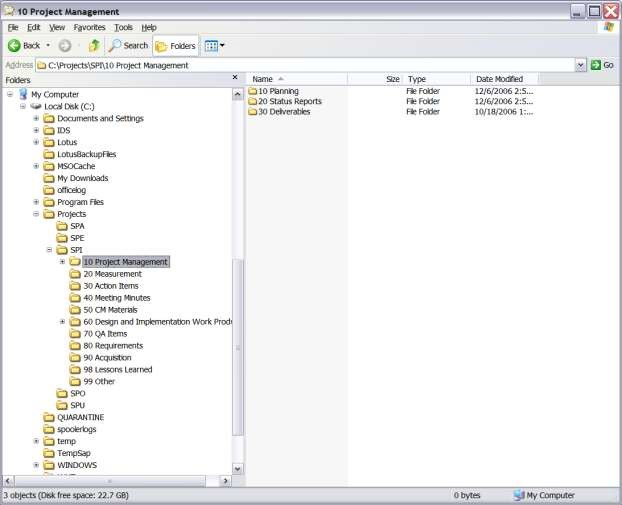 10 Project Management
File Edit View Favorites Tools Help
Back Search Folders
Address C:\Projects\SPI\10 Project Management Go
Folders
My Computer
Local Disk (C:)
Documents and Settings
IDS
Lotus
LotusBackupFiles
MSOCache
My Downloads
officelog
Program Files
Projects
SPA
SPE
SPI
10 Project Management
20 Measurement
30 Action Items
40 Meeting Minutes
50 CM Materials
60 Design and Implementation Work Produ
70 QA Items
80 Requirements
90 Acquisition
98 Lessons Learned
99 Other
SPO
SPU
QUARANTINE
spoolerlogs
temp
TempSap
WINDOWS
Name Size Type Date Modified
10 Planning File Folder 12/6/2006 2:5...
20 Status Reports File Folder 12/6/2006 2:5...
30 Deliverables File Folder 10/18/2006 1:...
3 objects (Disk free space: 22.7 GB) 0 bytes My Computer